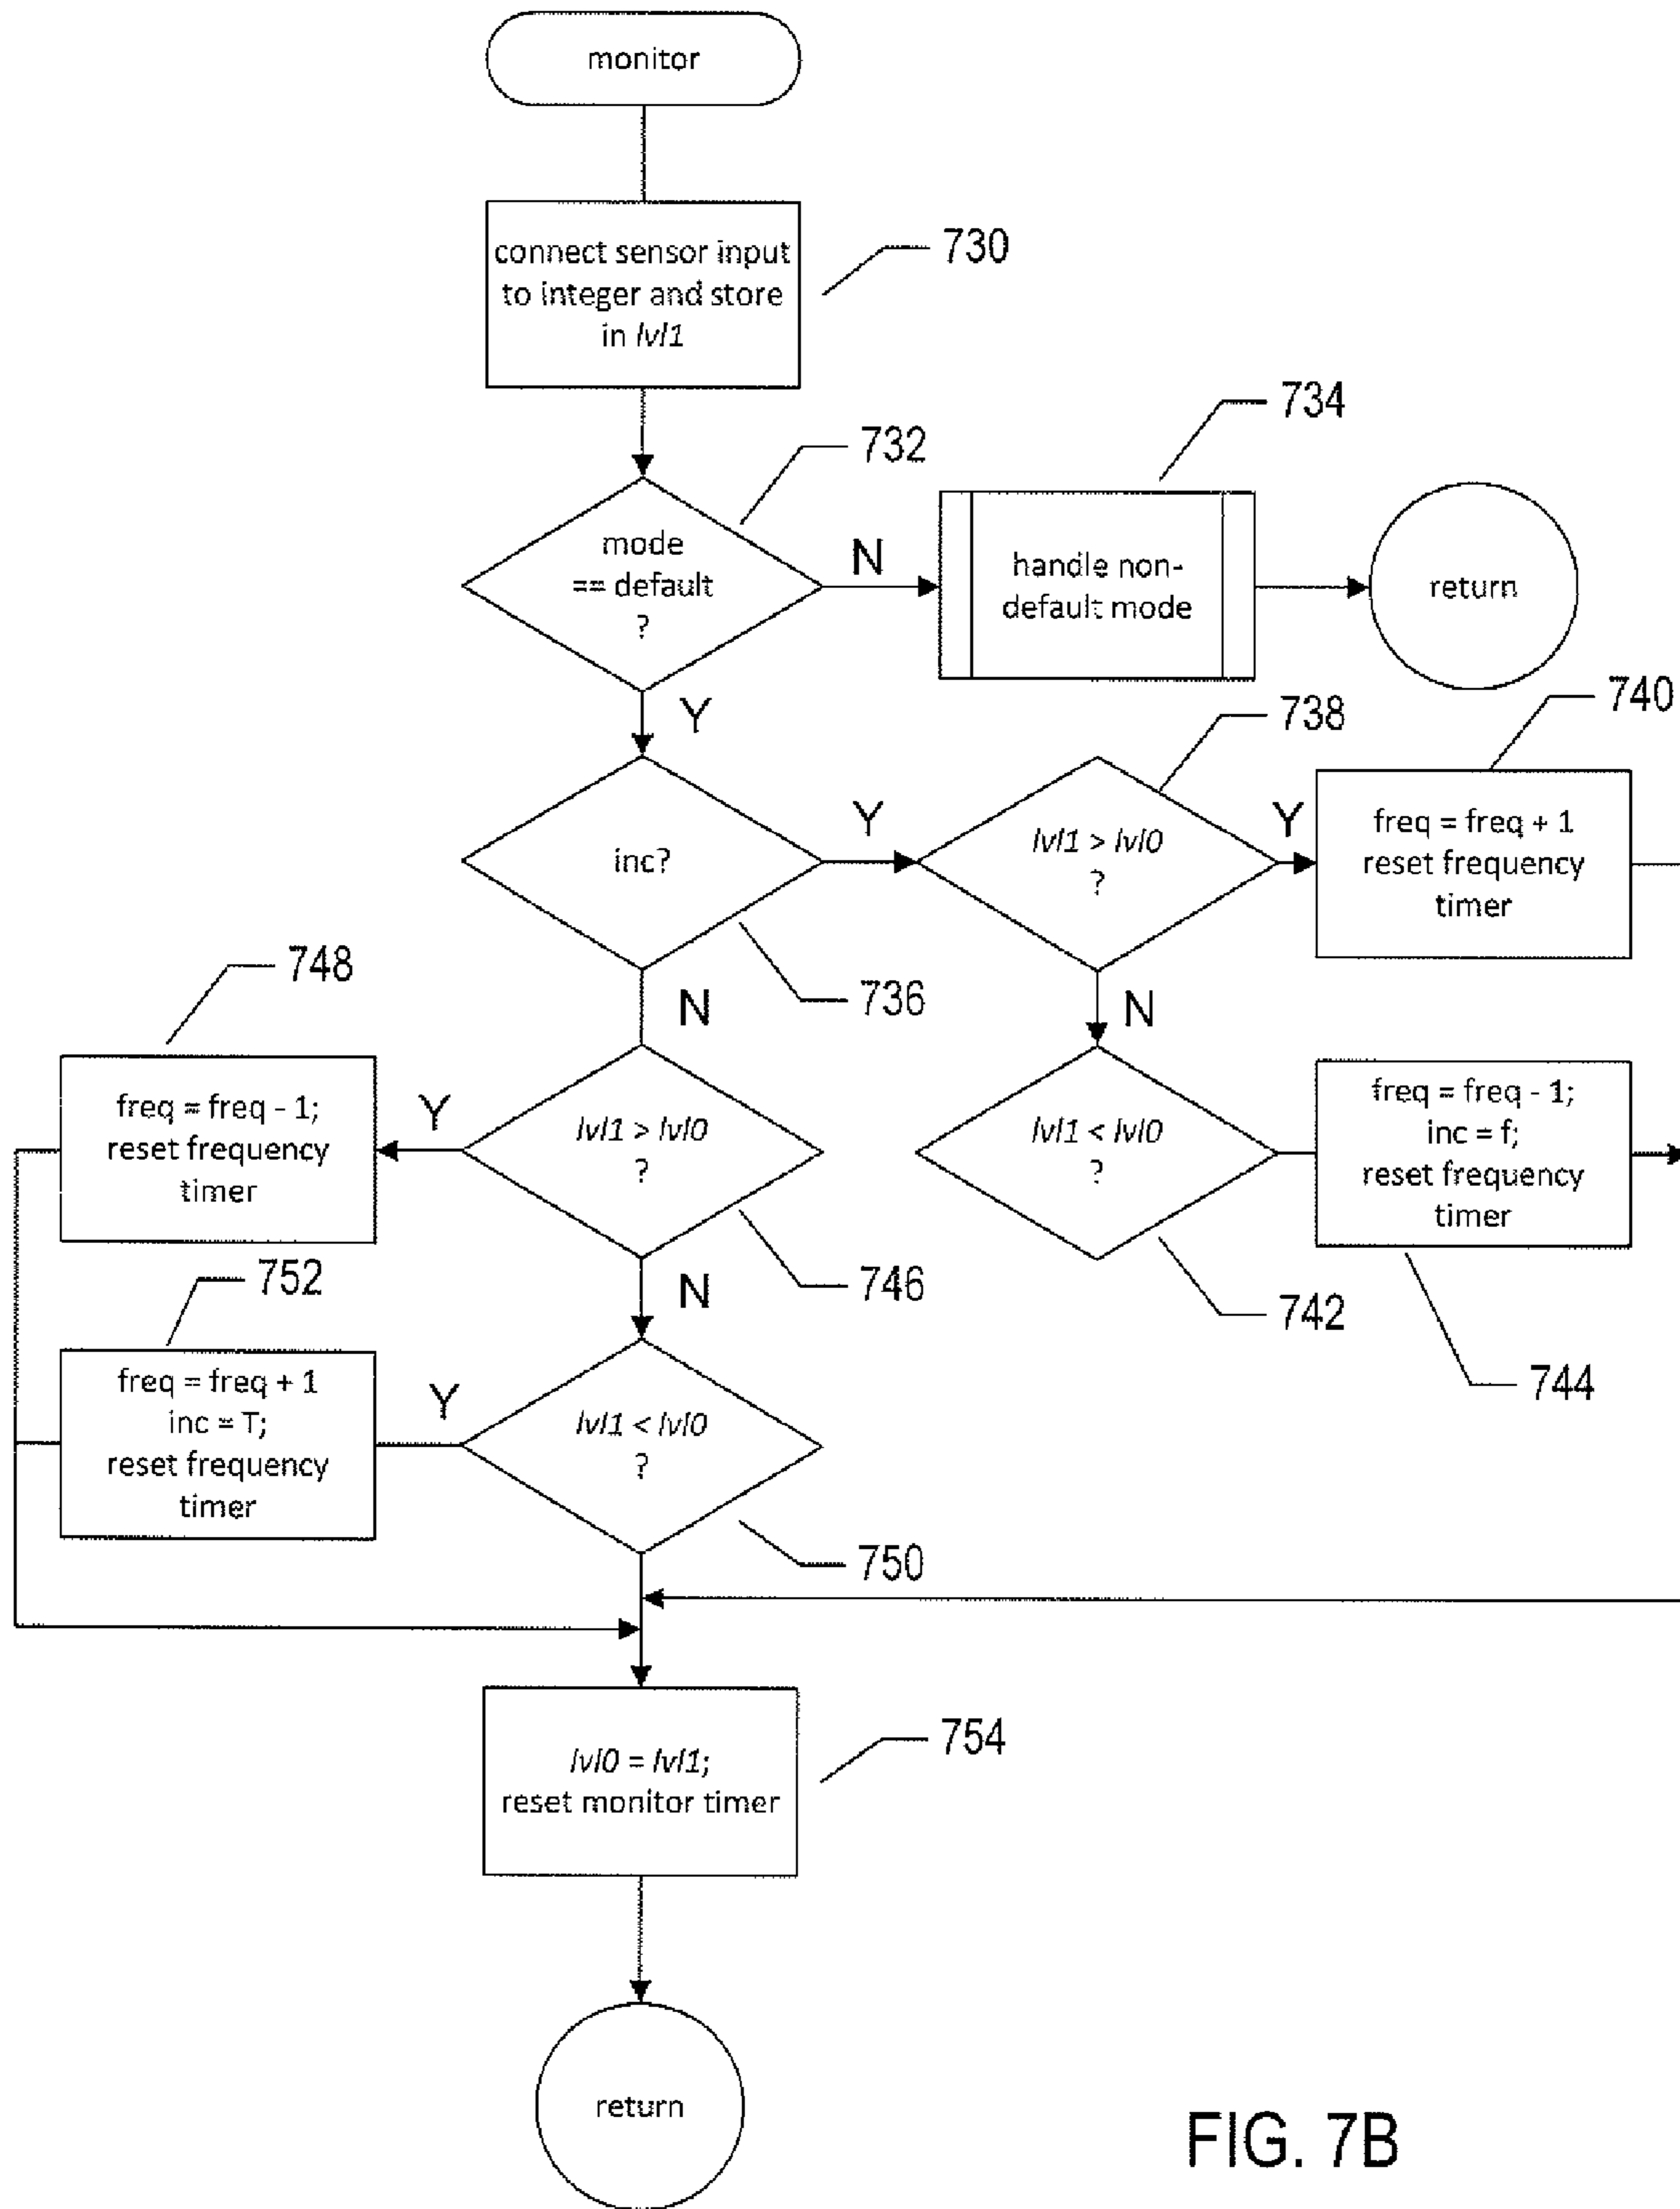 monitor
connect sensor input
to integer and store
in lvl1
730
732
mode
== default
?
N
734
handle non-
default mode
return
Y
736
inc?
Y
738
lvl1 > lvl0
?
Y
740
freq = freq + 1
reset frequency
timer
N
N
742
lvl1 < lvl0
?
744
freq = freq - 1;
inc = f;
reset frequency
timer
746
lvl1 > lvl0
?
Y
748
freq = freq - 1;
reset frequency
timer
N
750
lvl1 < lvl0
?
Y
752
freq = freq + 1
inc = T;
reset frequency
timer
754
lvl0 = lvl1;
reset monitor timer
return
FIG. 7B